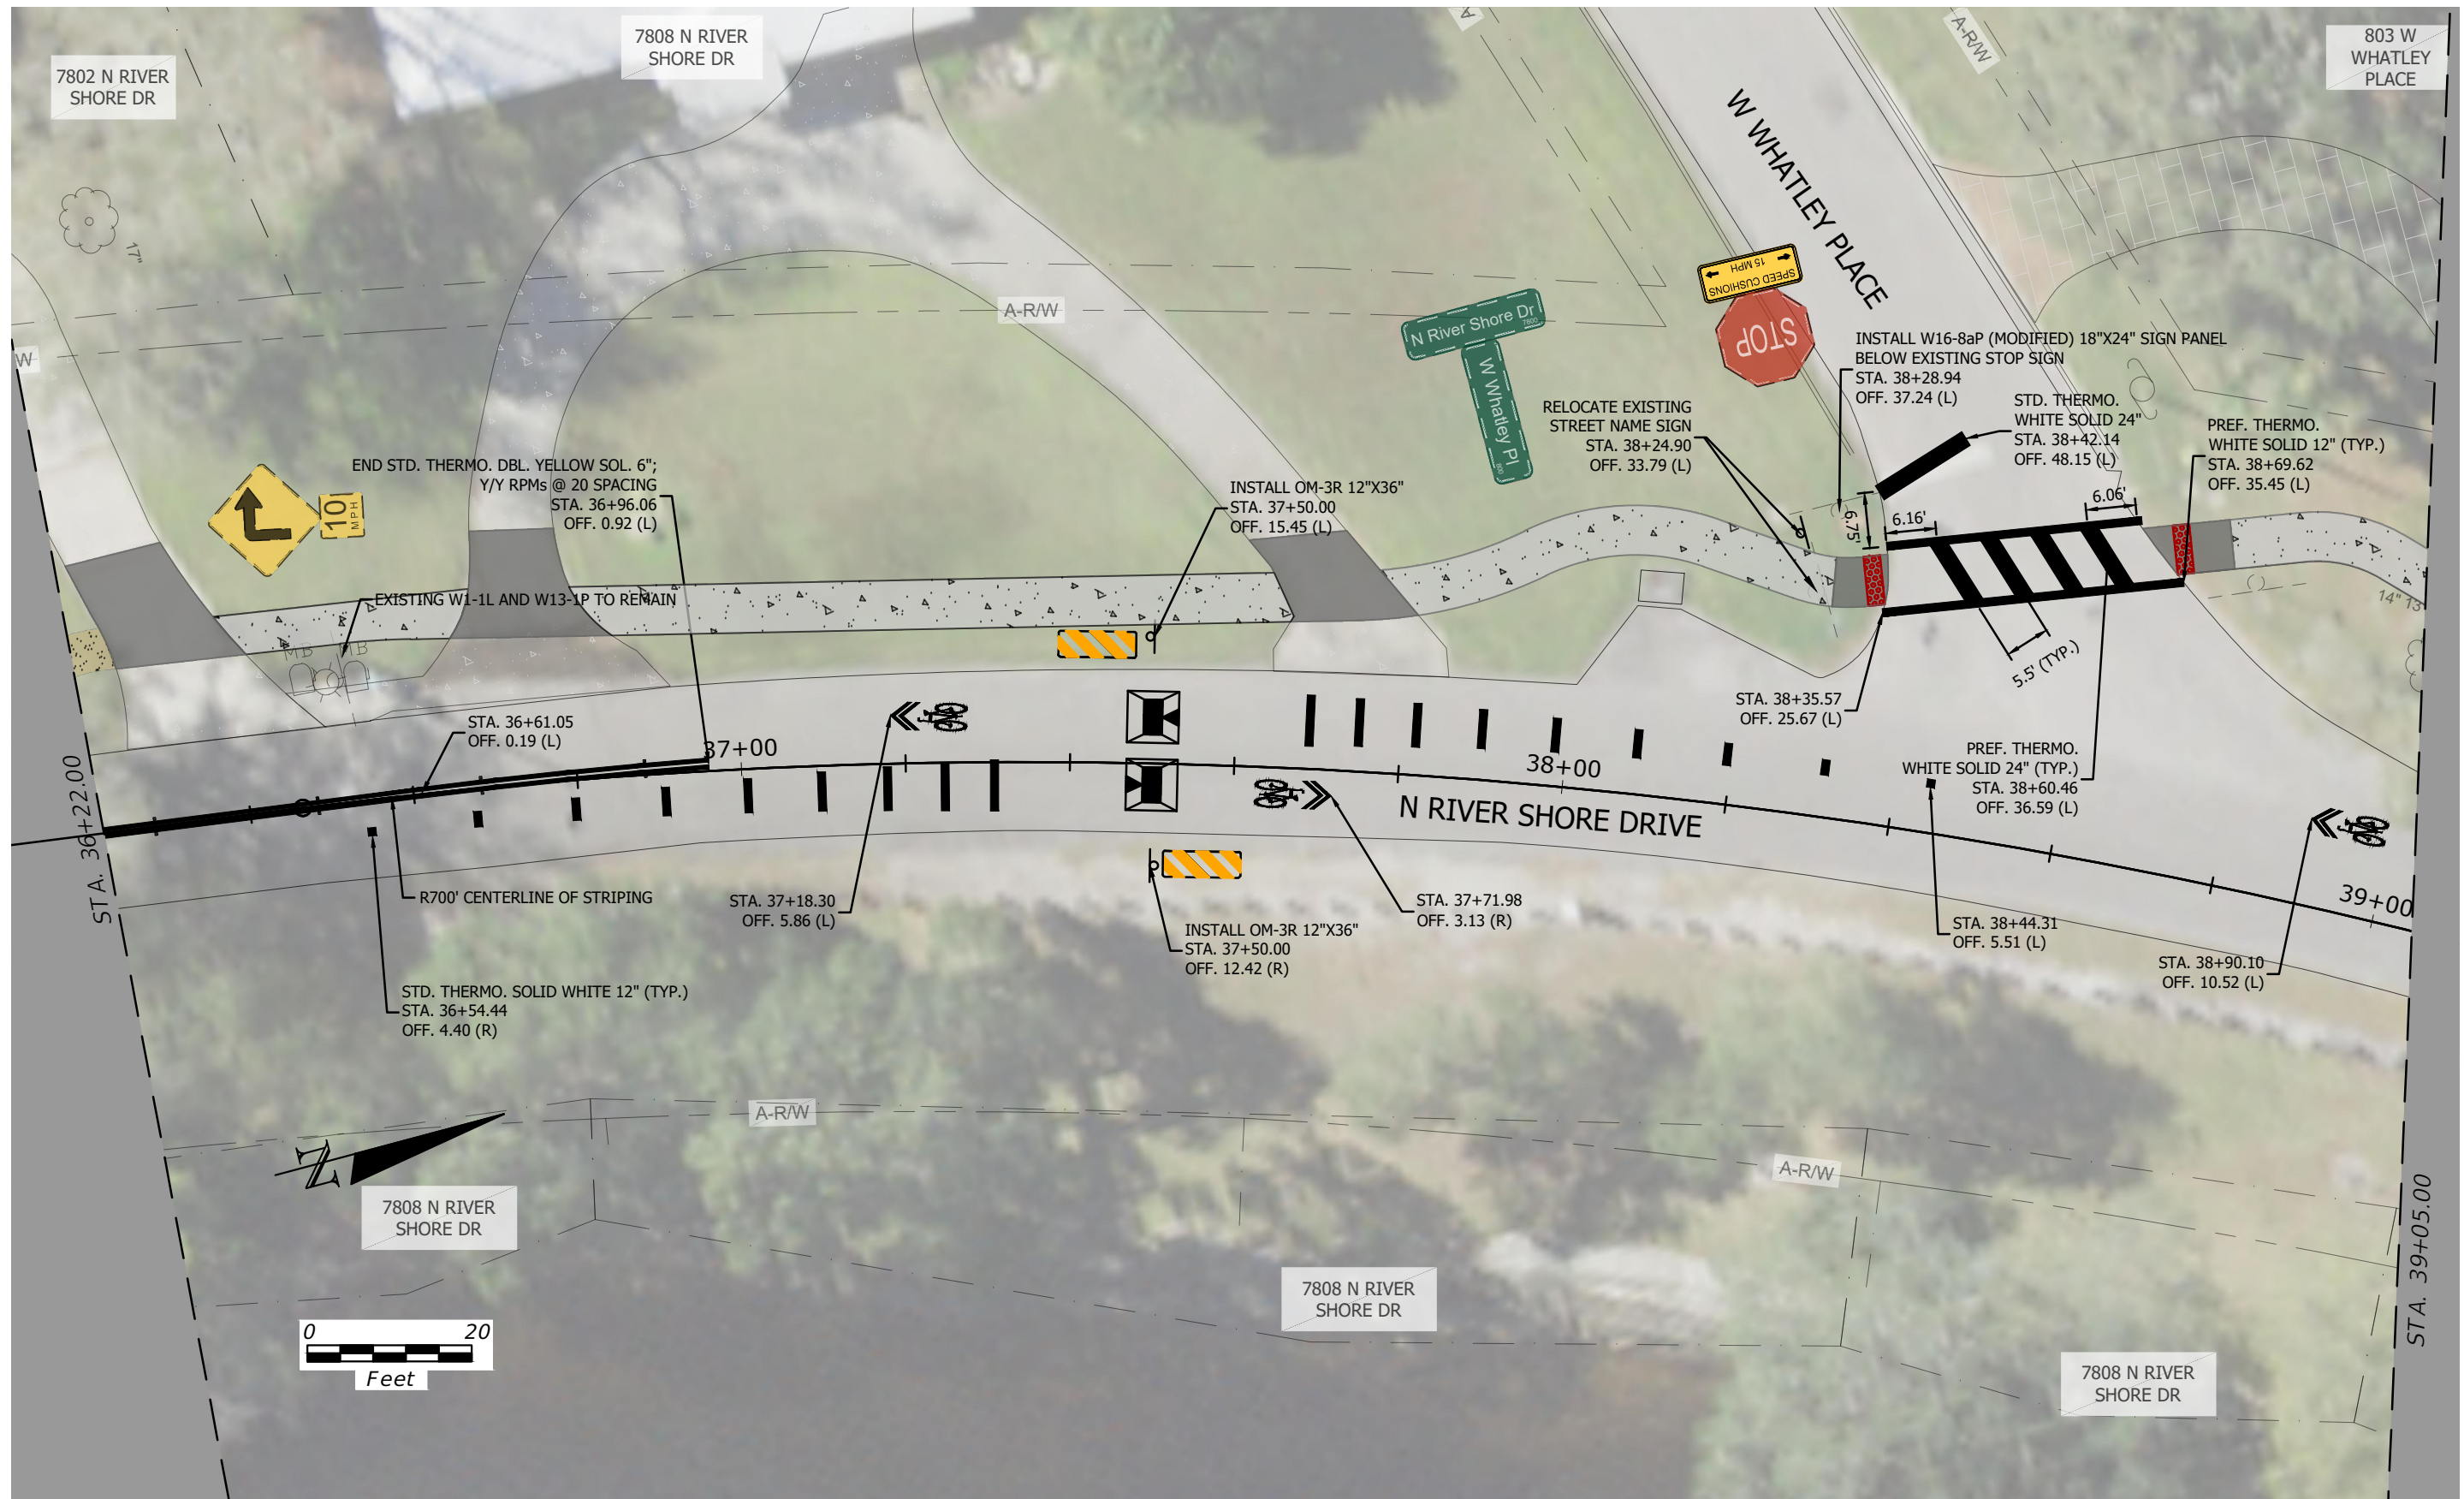 7802 N RIVER
SHORE DR
7808 N RIVER
SHORE DR
803 W
WHATLEY
PLACE
A-R/W
A-R/W
W
17"
W WHATLEY PLACE
SPEED CUSHIONS
15 MPH
STOP
N River Shore Dr
7800
W Whatley Pl
800
INSTALL W16-8aP (MODIFIED) 18"X24" SIGN PANEL
BELOW EXISTING STOP SIGN
STA. 38+28.94
OFF. 37.24 (L)
RELOCATE EXISTING
STREET NAME SIGN
STA. 38+24.90
OFF. 33.79 (L)
STD. THERMO.
WHITE SOLID 24"
STA. 38+42.14
OFF. 48.15 (L)
PREF. THERMO.
WHITE SOLID 12" (TYP.)
STA. 38+69.62
OFF. 35.45 (L)
END STD. THERMO. DBL. YELLOW SOL. 6";
Y/Y RPMs @ 20 SPACING
STA. 36+96.06
OFF. 0.92 (L)
10
MPH
INSTALL OM-3R 12"X36"
STA. 37+50.00
OFF. 15.45 (L)
6.75'
6.16'
6.06'
5.5' (TYP.)
14" 13
EXISTING W1-1L AND W13-1P TO REMAIN
MB
MB
STA. 36+61.05
OFF. 0.19 (L)
37+00
38+00
39+00
STA. 38+35.57
OFF. 25.67 (L)
PREF. THERMO.
WHITE SOLID 24" (TYP.)
STA. 38+60.46
OFF. 36.59 (L)
N RIVER SHORE DRIVE
STA. 36+22.00
R700' CENTERLINE OF STRIPING
STA. 37+18.30
OFF. 5.86 (L)
STA. 37+71.98
OFF. 3.13 (R)
INSTALL OM-3R 12"X36"
STA. 37+50.00
OFF. 12.42 (R)
STA. 38+44.31
OFF. 5.51 (L)
STA. 38+90.10
OFF. 10.52 (L)
STD. THERMO. SOLID WHITE 12" (TYP.)
STA. 36+54.44
OFF. 4.40 (R)
A-R/W
A-R/W
N
7808 N RIVER
SHORE DR
7808 N RIVER
SHORE DR
7808 N RIVER
SHORE DR
STA. 39+05.00
0 20
Feet